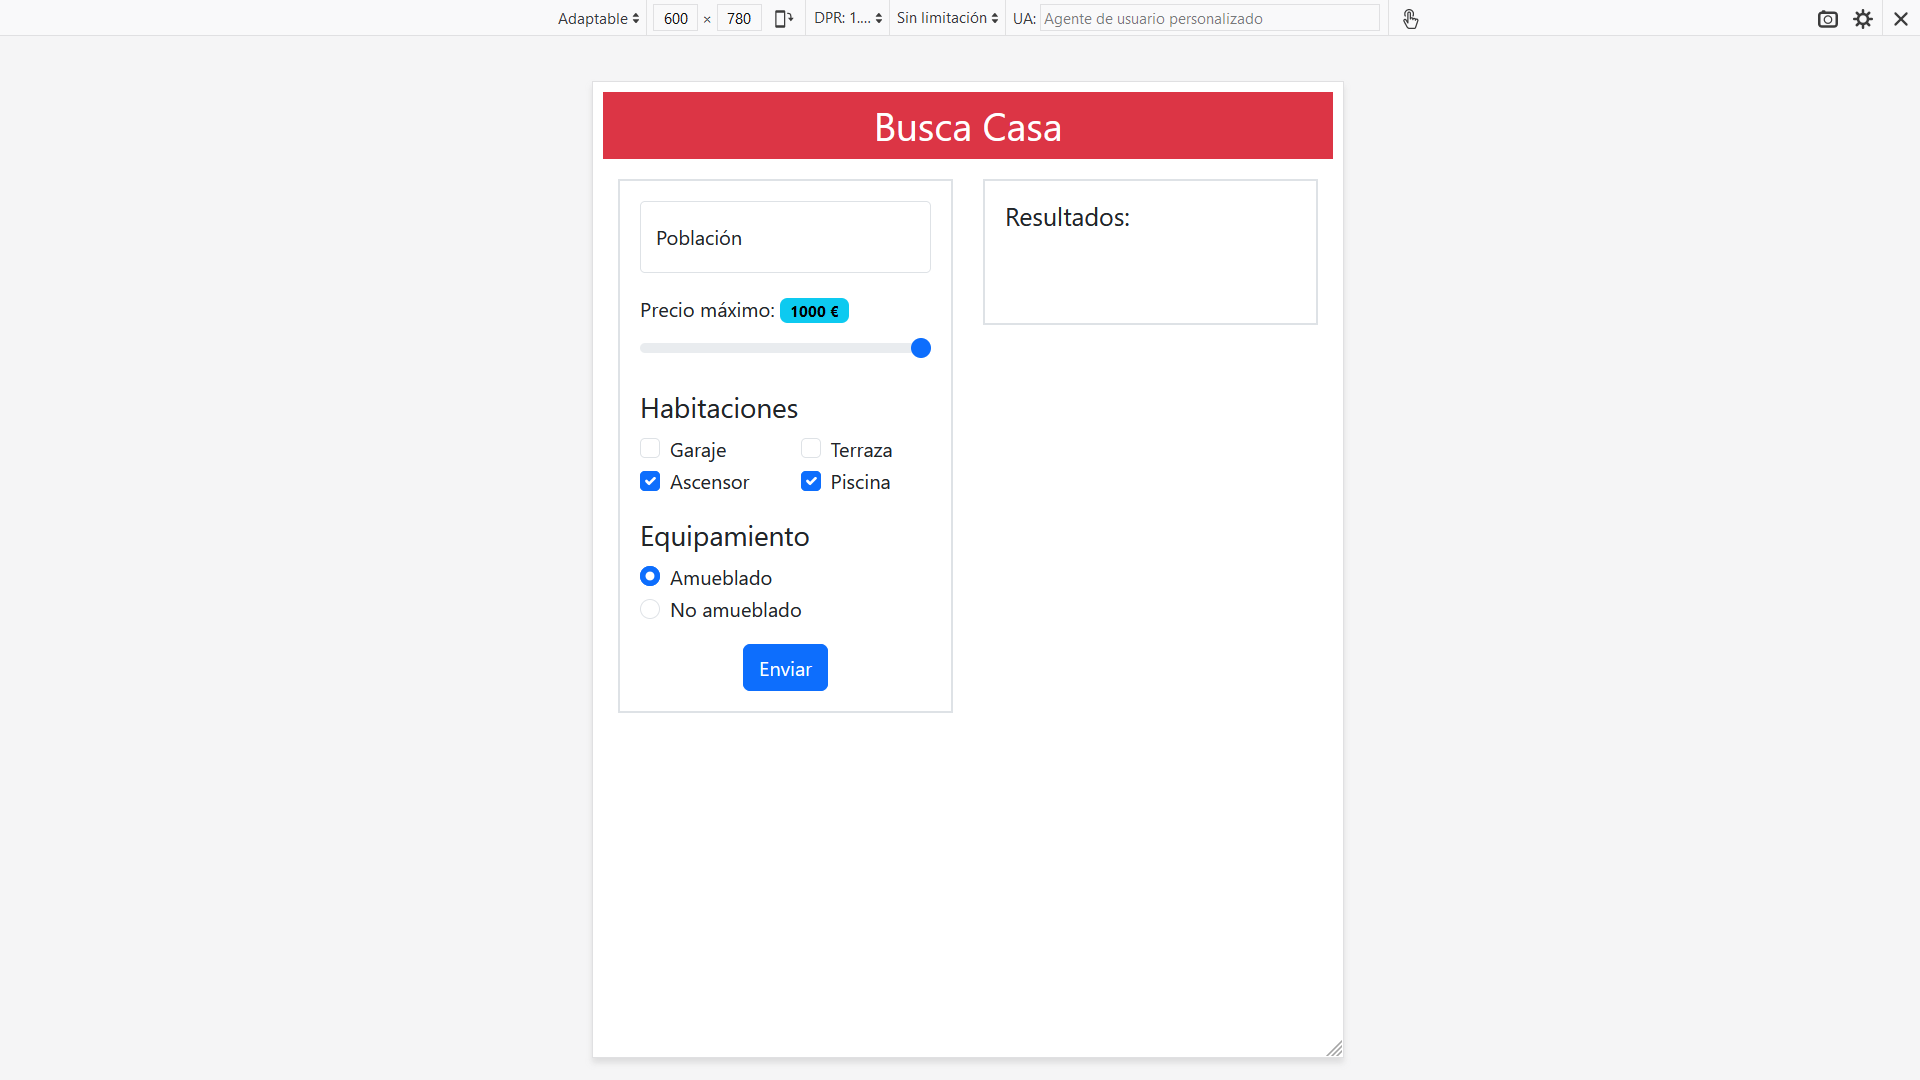 Adaptable 600 × 780 DPR: 1.... Sin limitación UA: Agente de usuario personalizado
Busca Casa
Población
Precio máximo: 1000 €
Habitaciones
Garaje Terraza
Ascensor Piscina
Equipamiento
Amueblado
No amueblado
Enviar
Resultados: